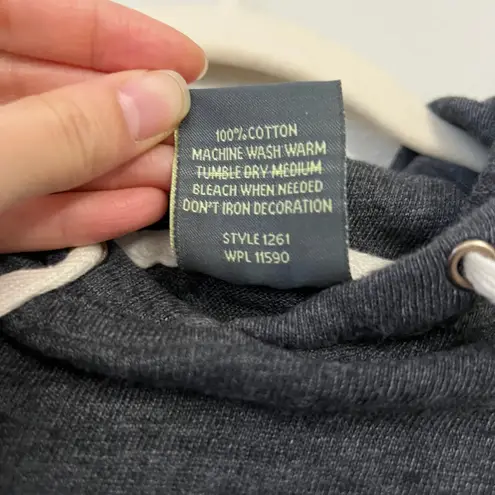 100% COTTON
MACHINE WASH WARM
TUMBLE DRY MEDIUM
BLEACH WHEN NEEDED
DON'T IRON DECORATION
STYLE 1261
WPL 11590